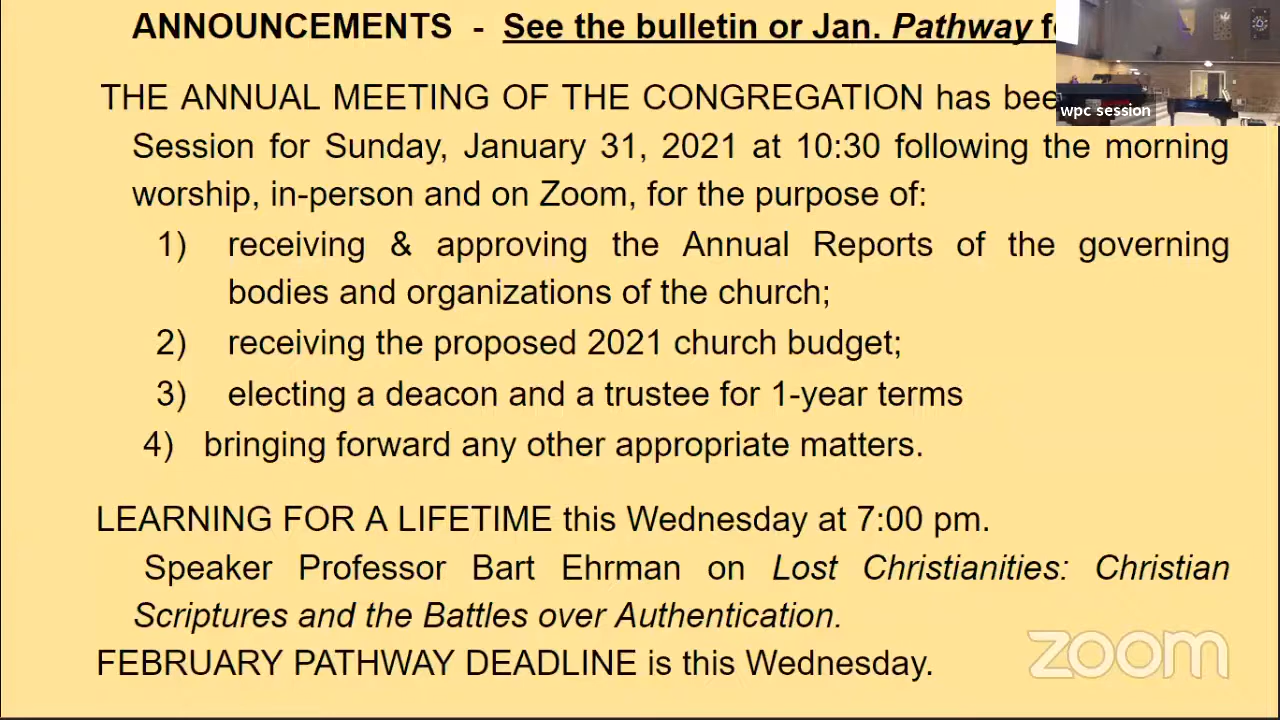 ANNOUNCEMENTS - See the bulletin or Jan. Pathway
wpc session
THE ANNUAL MEETING OF THE CONGREGATION has
Session for Sunday, January 31, 2021 at 10:30 following the morning
worship, in-person and on Zoom, for the purpose of:
1) receiving & approving the Annual Reports of the governing
bodies and organizations of the church;
2) receiving the proposed 2021 church budget;
3) electing a deacon and a trustee for 1-year terms
4) bringing forward any other appropriate matters.
LEARNING FOR A LIFETIME this Wednesday at 7:00 pm.
Speaker Professor Bart Ehrman on Lost Christianities: Christian
Scriptures and the Battles over Authentication.
FEBRUARY PATHWAY DEADLINE is this Wednesday.
zoom